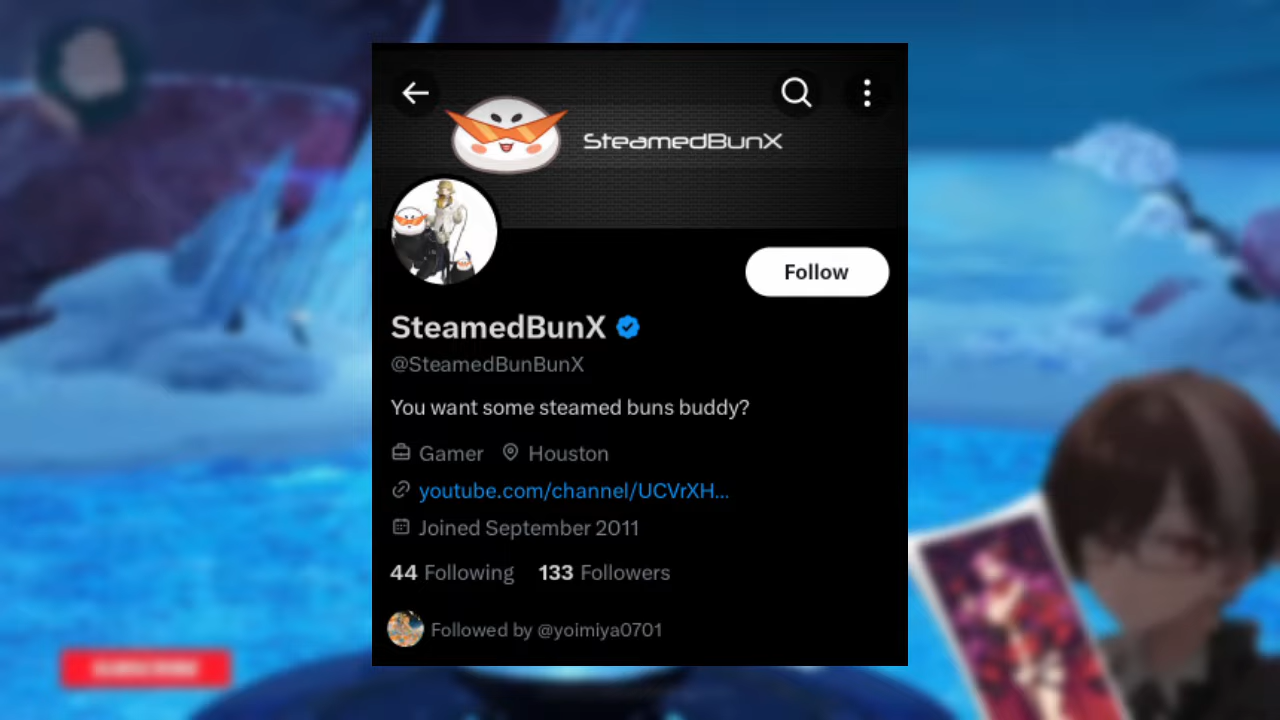 SteamedBunX
Follow
SteamedBunX
@SteamedBunBunX
You want some steamed buns buddy?
Gamer Houston
youtube.com/channel/UCVrXH...
Joined September 2011
44 Following 133 Followers
Followed by @yoimiya0701
SUBSCRIBE